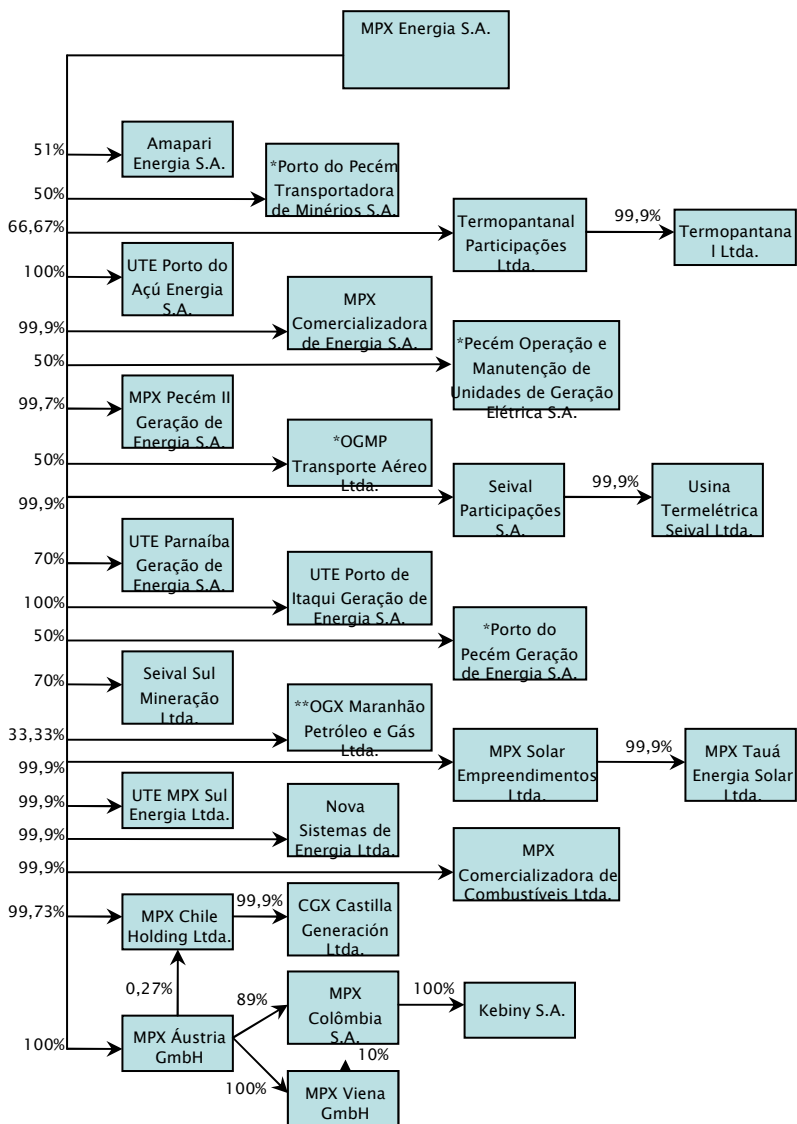 MPX Energia S.A.
51%
Amapari
Energia S.A.
50%
*Porto do Pecém
Transportadora
de Minérios S.A.
66,67%
Termopantanal
Participações
Ltda.
99,9%
Termopantana
l Ltda.
100%
UTE Porto do
Açú Energia
S.A.
99,9%
MPX
Comercializadora
de Energia S.A.
50%
*Pecém Operação e
Manutenção de
Unidades de Geração
Elétrica S.A.
99,7%
MPX Pecém II
Geração de
Energia S.A.
50%
*OGMP
Transporte Aéreo
Ltda.
99,9%
Seival
Participações
S.A.
99,9%
Usina
Termelétrica
Seival Ltda.
70%
UTE Parnaíba
Geração de
Energia S.A.
100%
UTE Porto de
Itaqui Geração de
Energia S.A.
50%
*Porto do
Pecém Geração
de Energia S.A.
70%
Seival Sul
Mineração
Ltda.
33,33%
**OGX Maranhão
Petróleo e Gás
Ltda.
99,9%
MPX Solar
Empreendimentos
Ltda.
99,9%
MPX Tauá
Energia Solar
Ltda.
99,9%
UTE MPX Sul
Energia Ltda.
99,9%
Nova
Sistemas de
Energia Ltda.
99,9%
MPX
Comercializadora de
Combustíveis Ltda.
99,73%
MPX Chile
Holding Ltda.
99,9%
CGX Castilla
Generación
Ltda.
0,27%
100%
MPX Áustria
GmbH
89%
MPX
Colômbia
S.A.
100%
Kebiny S.A.
10%
100%
MPX Viena
GmbH